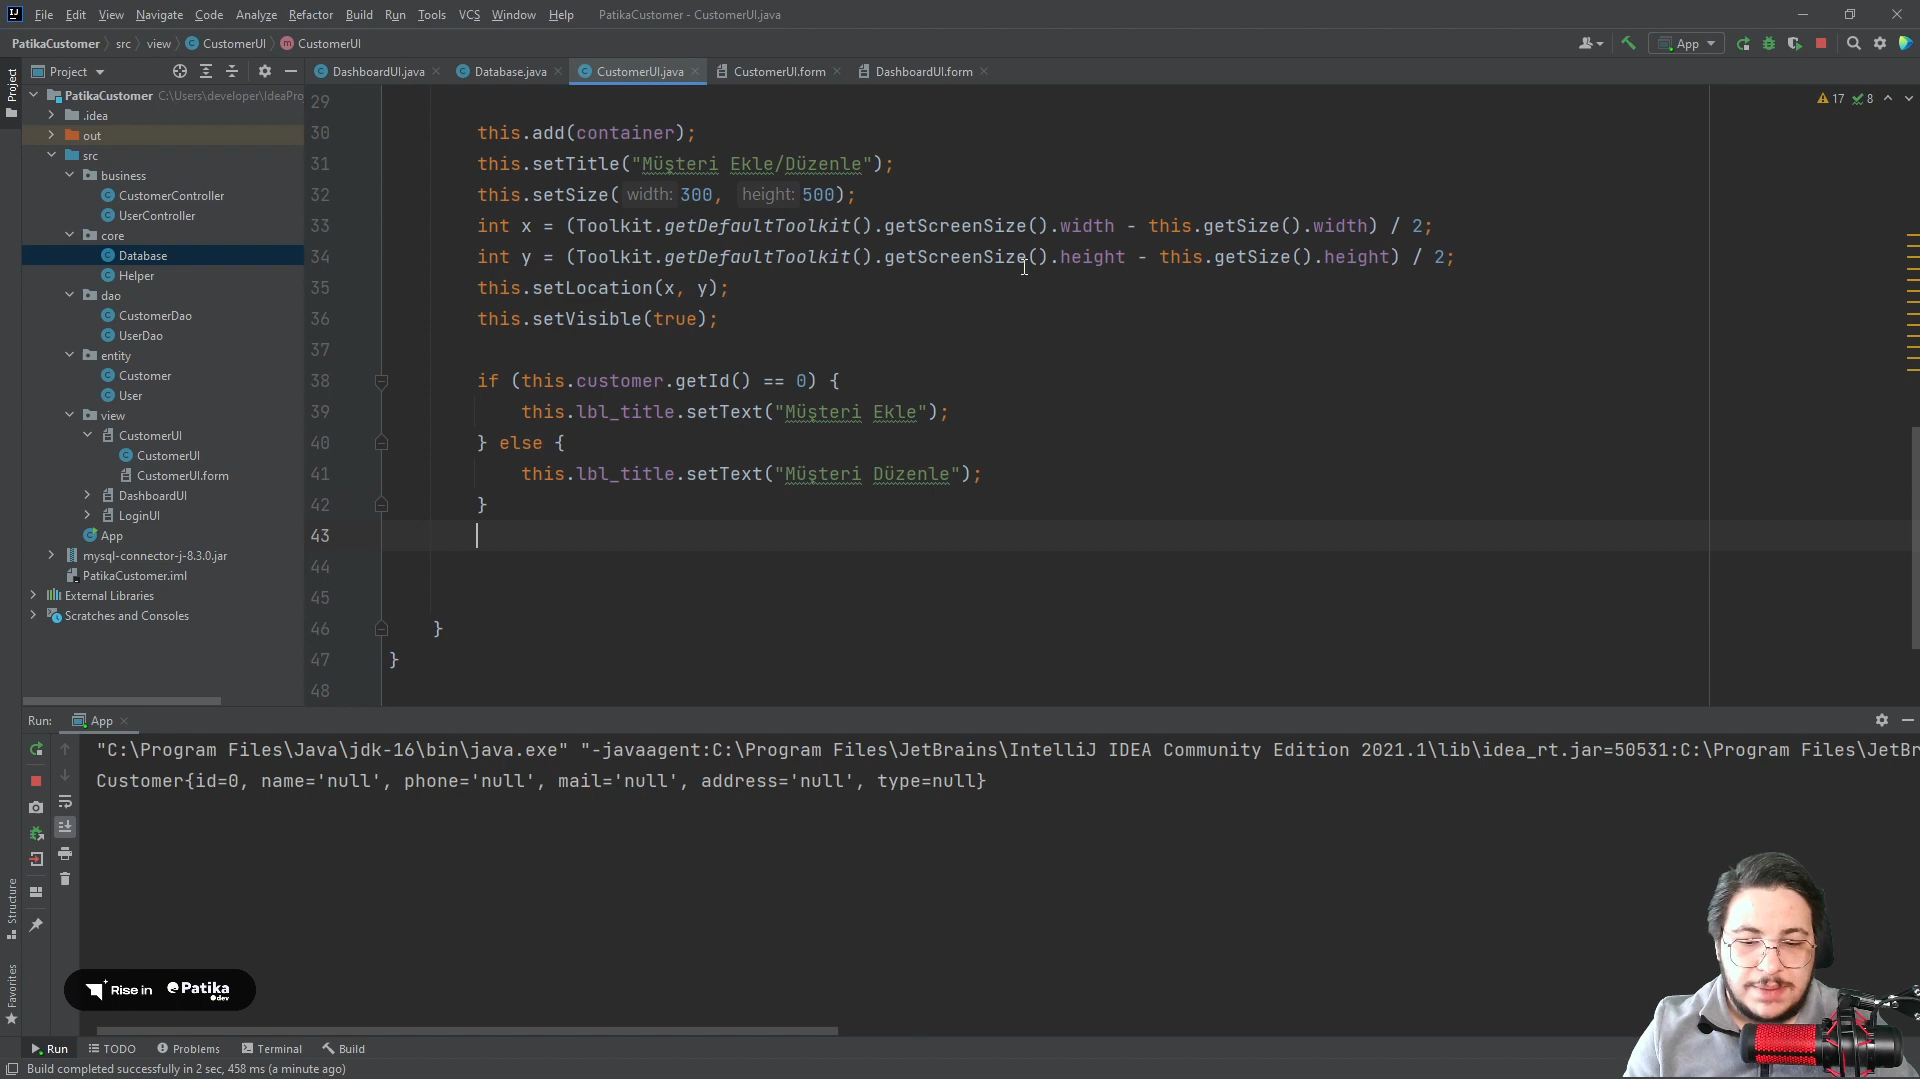 File Edit View Navigate Code Analyze Refactor Build Run Tools VCS Window Help PatikaCustomer - CustomerUI.java
PatikaCustomer src view CustomerUI CustomerUI
App
Project
DashboardUI.java Database.java CustomerUI.java CustomerUI.form DashboardUI.form
Project
PatikaCustomer C:\Users\developer\IdeaPro
.idea
out
src
business
CustomerController
UserController
core
Database
Helper
dao
CustomerDao
UserDao
entity
Customer
User
view
CustomerUI
CustomerUI
CustomerUI.form
DashboardUI
LoginUI
App
mysql-connector-j-8.3.0.jar
PatikaCustomer.iml
External Libraries
Scratches and Consoles
17 8
29
30 this.add(container);
31 this.setTitle("Müşteri Ekle/Düzenle");
32 this.setSize( width: 300, height: 500);
33 int x = (Toolkit.getDefaultToolkit().getScreenSize().width - this.getSize().width) / 2;
34 int y = (Toolkit.getDefaultToolkit().getScreenSize().height - this.getSize().height) / 2;
35 this.setLocation(x, y);
36 this.setVisible(true);
37
38 if (this.customer.getId() == 0) {
39 this.lbl_title.setText("Müşteri Ekle");
40 } else {
41 this.lbl_title.setText("Müşteri Düzenle");
42 }
43
44
45
46 }
47 }
48
Run: App
"C:\Program Files\Java\jdk-16\bin\java.exe" "-javaagent:C:\Program Files\JetBrains\IntelliJ IDEA Community Edition 2021.1\lib\idea_rt.jar=50531:C:\Program Files\JetBr
Customer{id=0, name='null', phone='null', mail='null', address='null', type=null}
Structure
Favorites
Rise in Patika.dev
Run TODO Problems Terminal Build
Build completed successfully in 2 sec, 458 ms (a minute ago)